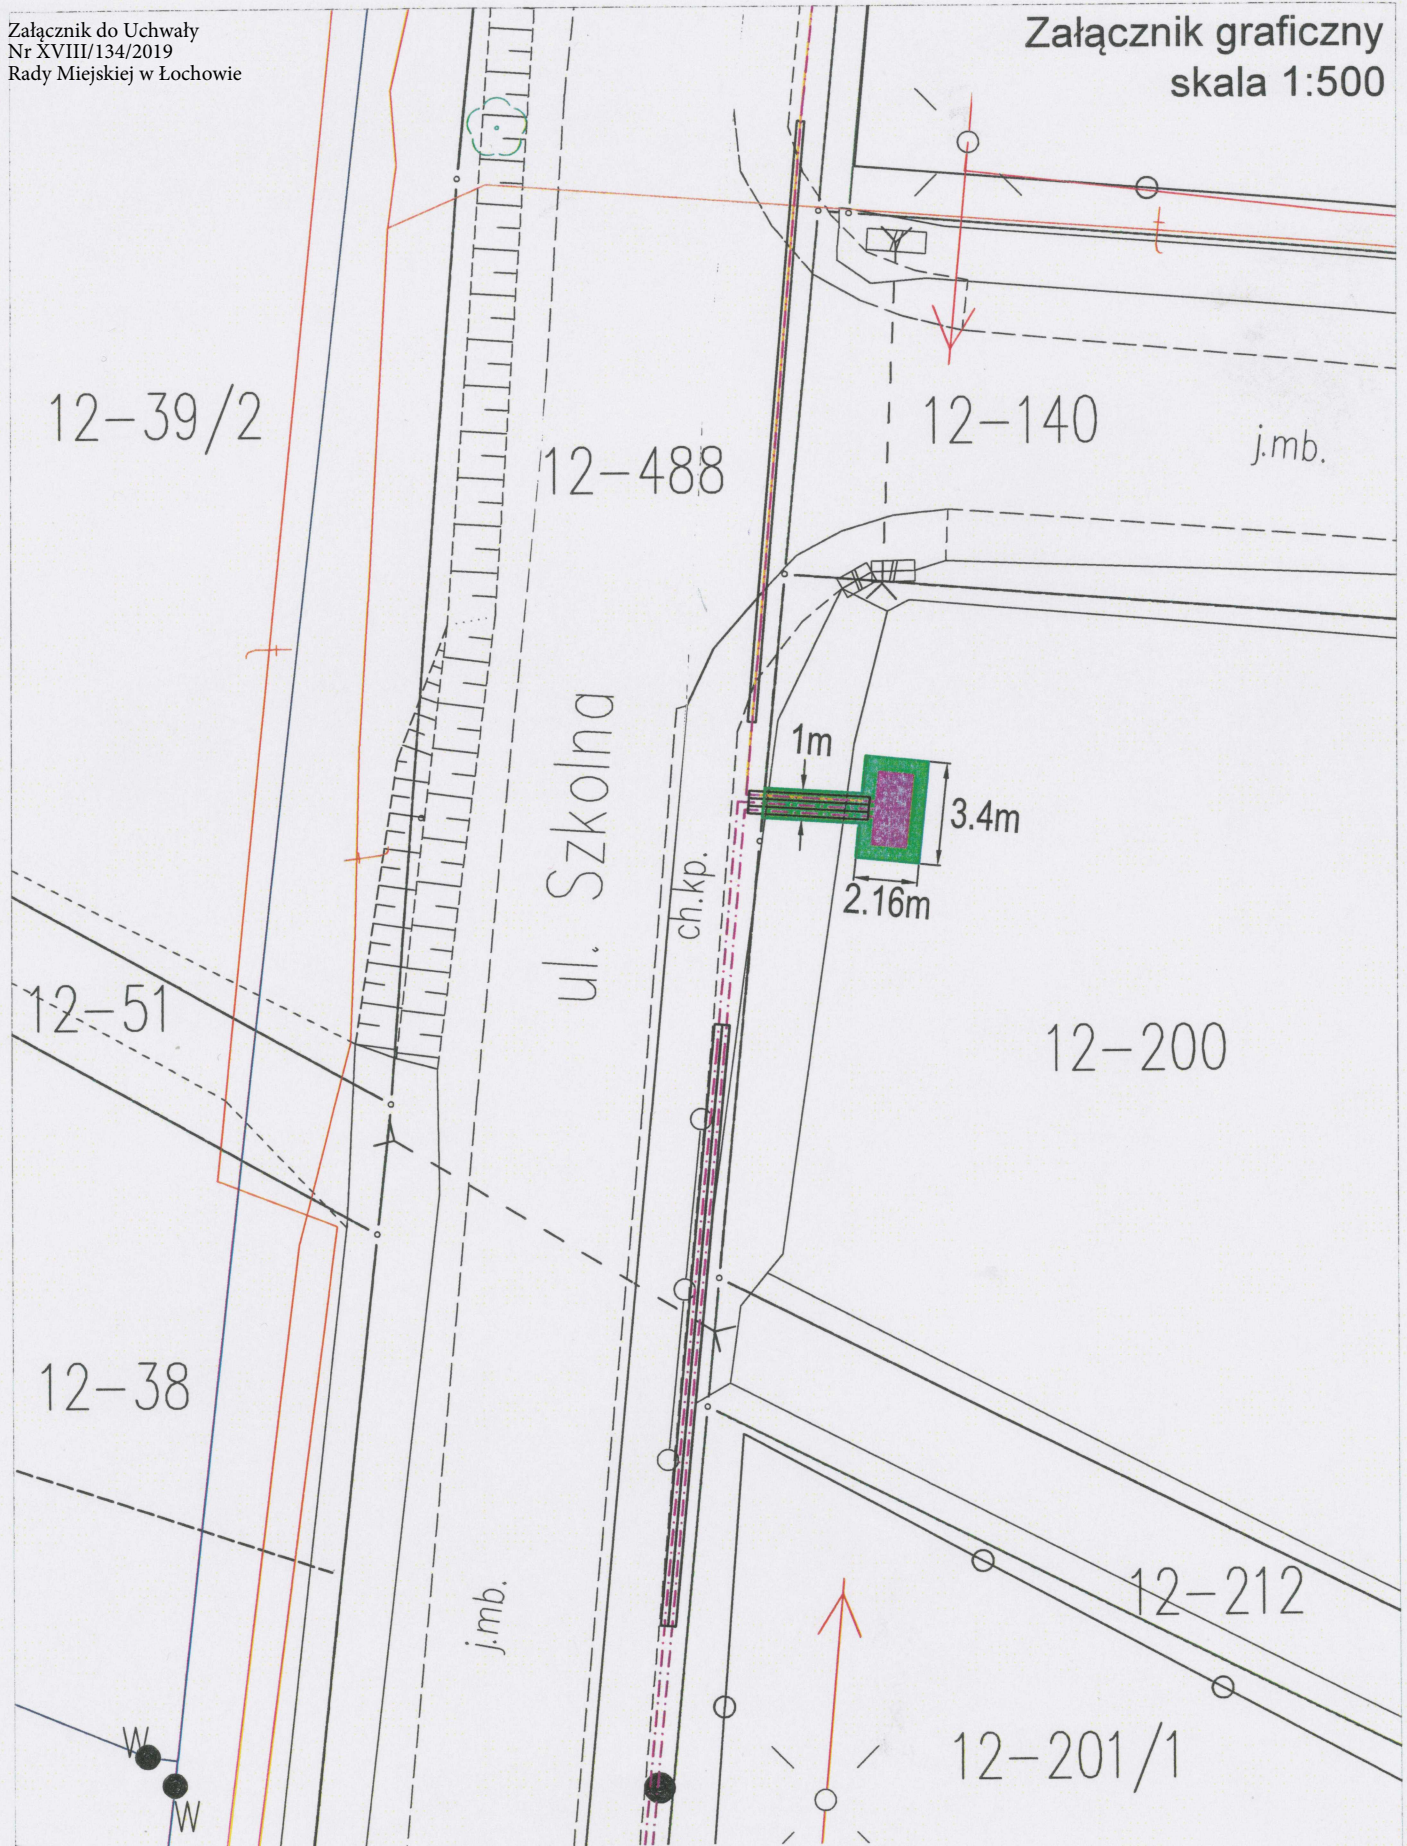 Załącznik do Uchwały
Nr XVIII/134/2019
Rady Miejskiej w Łochowie
Załącznik graficzny
skala 1:500
t
12-39/2
12-140
j.mb.
12-488
t
ul. Szkolna
1m
3.4m
2.16m
ch.kp.
t
12-51
12-200
12-38
j.mb.
12-212
12-201/1
W
W